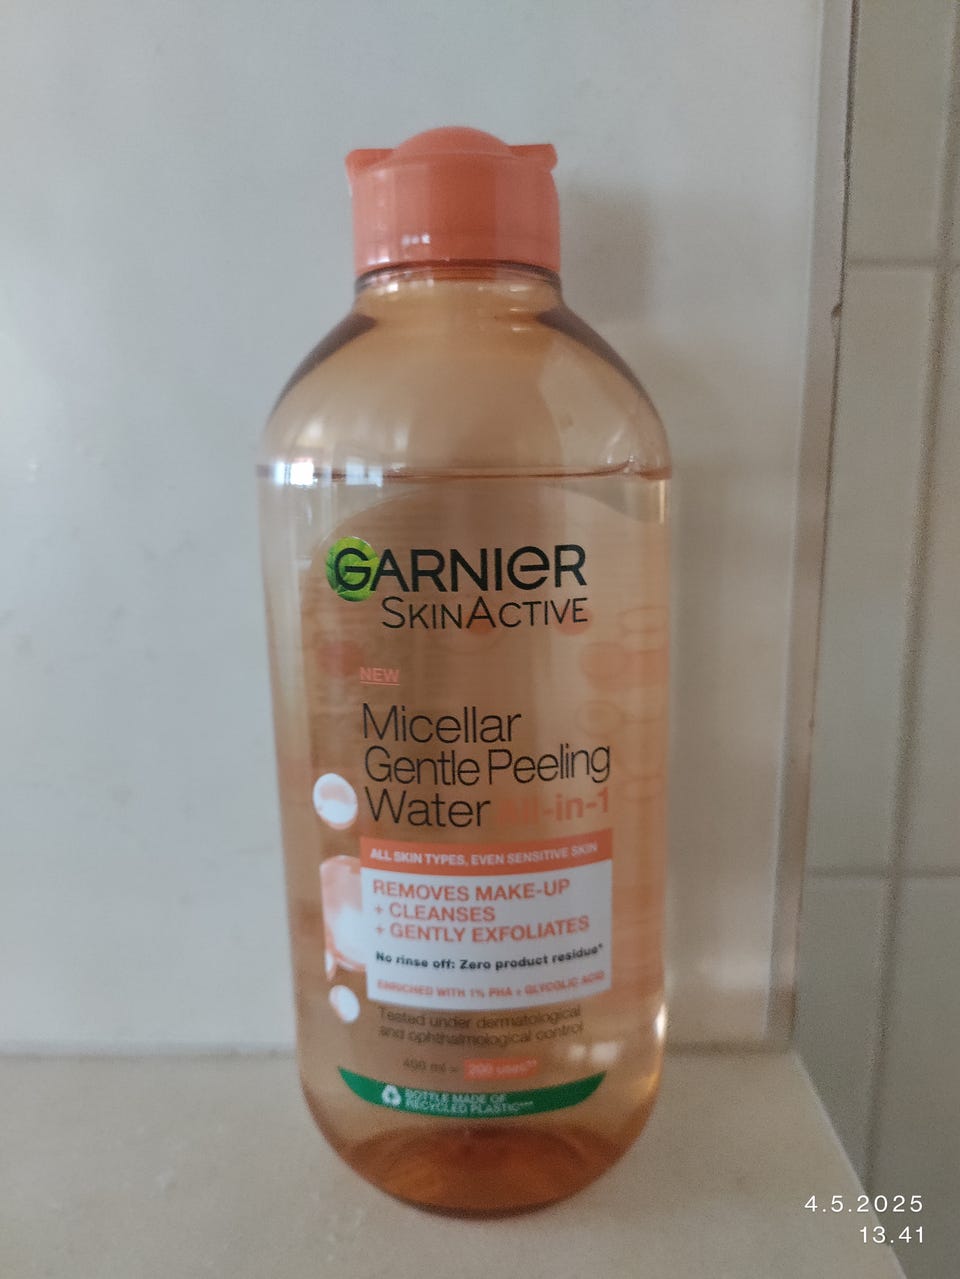 GARNIER
SKINACTIVE
NEW
Micellar
Gentle Peeling
Water All-in-1
ALL SKIN TYPES, EVEN SENSITIVE SKIN
REMOVES MAKE-UP
+ CLEANSES
+ GENTLY EXFOLIATES
No rinse off: Zero product residue*
ENRICHED WITH 1% PHA + GLYCOLIC ACID
Tested under dermatological
and ophthalmological control
400 ml = 200 uses**
BOTTLE MADE OF
RECYCLED PLASTIC***
4.5.2025
13.41